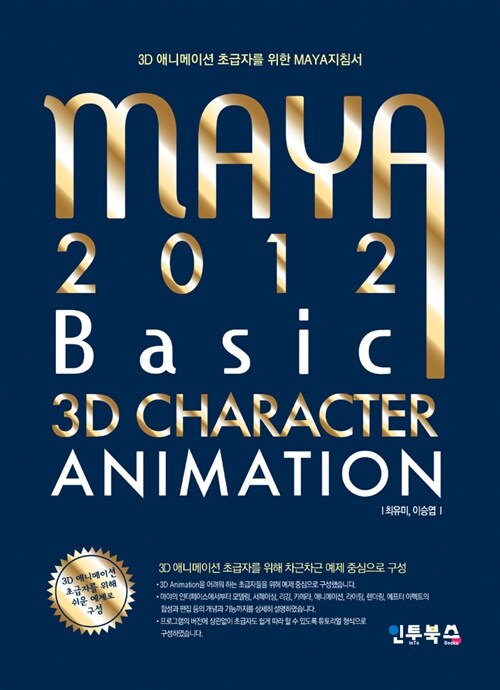 3D 애니메이션 초급자를 위한 MAYA지침서
MAYA
2012
Basic
3D CHARACTER
ANIMATION
I 최유미, 이승엽 I
3D 애니메이션
초급자를 위해
쉬운 예제로
구성
3D 애니메이션 초급자를 위해 차근차근 예제 중심으로 구성
• 3D Animation을 어려워 하는 초급자들을 위해 예제 중심으로 구성했습니다.
• 마야의 인터페이스에서부터 모델링, 서페이싱, 리깅, 카메라, 애니메이션, 라이팅, 렌더링, 에프터 이펙트의
합성과 편집 등의 개념과 기능까지를 상세히 설명하였습니다.
• 프로그램의 버전에 상관없이 초급자도 쉽게 따라 할 수 있도록 튜토리얼 형식으로
구성하였습니다.
인투북스
InTo Books